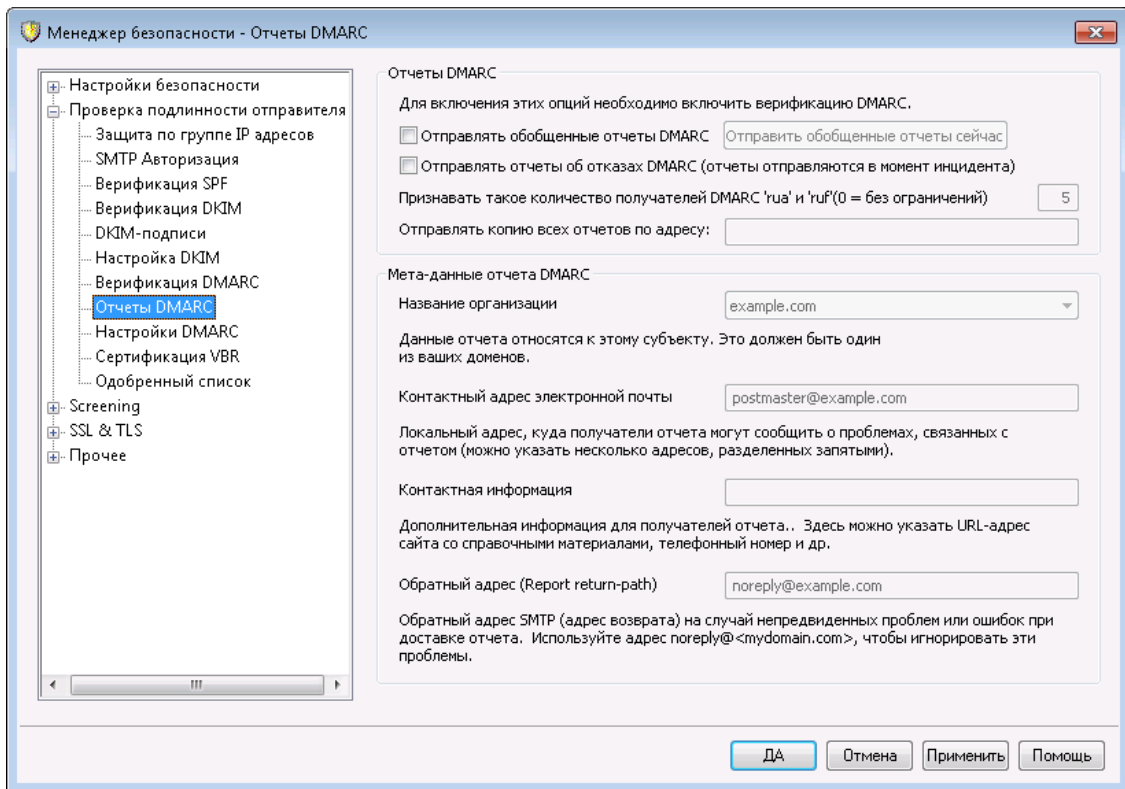 Менеджер безопасности - Отчеты DMARC
Настройки безопасности
Проверка подлинности отправителя
Защита по группе IP адресов
SMTP Авторизация
Верификация SPF
Верификация DKIM
DKIM-подписи
Настройка DKIM
Верификация DMARC
Отчеты DMARC
Настройки DMARC
Сертификация VBR
Одобренный список
Screening
SSL & TLS
Прочее
Отчеты DMARC
Для включения этих опций необходимо включить верификацию DMARC.
Отправлять обобщенные отчеты DMARC Отправить обобщенные отчеты сейчас
Отправлять отчеты об отказах DMARC (отчеты отправляются в момент инцидента)
Признавать такое количество получателей DMARC 'rua' и 'ruf'(0 = без ограничений) 5
Отправлять копию всех отчетов по адресу:
Мета-данные отчета DMARC
Название организации example.com
Данные отчета относятся к этому субъекту. Это должен быть один
из ваших доменов.
Контактный адрес электронной почты postmaster@example.com
Локальный адрес, куда получатели отчета могут сообщить о проблемах, связанных с
отчетом (можно указать несколько адресов, разделенных запятыми).
Контактная информация
Дополнительная информация для получателей отчета.. Здесь можно указать URL-адрес
сайта со справочными материалами, телефонный номер и др.
Обратный адрес (Report return-path) noreply@example.com
Обратный адрес SMTP (адрес возврата) на случай непредвиденных проблем или ошибок при
доставке отчета. Используйте адрес noreply@<mydomain.com>, чтобы игнорировать эти
проблемы.
ДА Отмена Применить Помощь